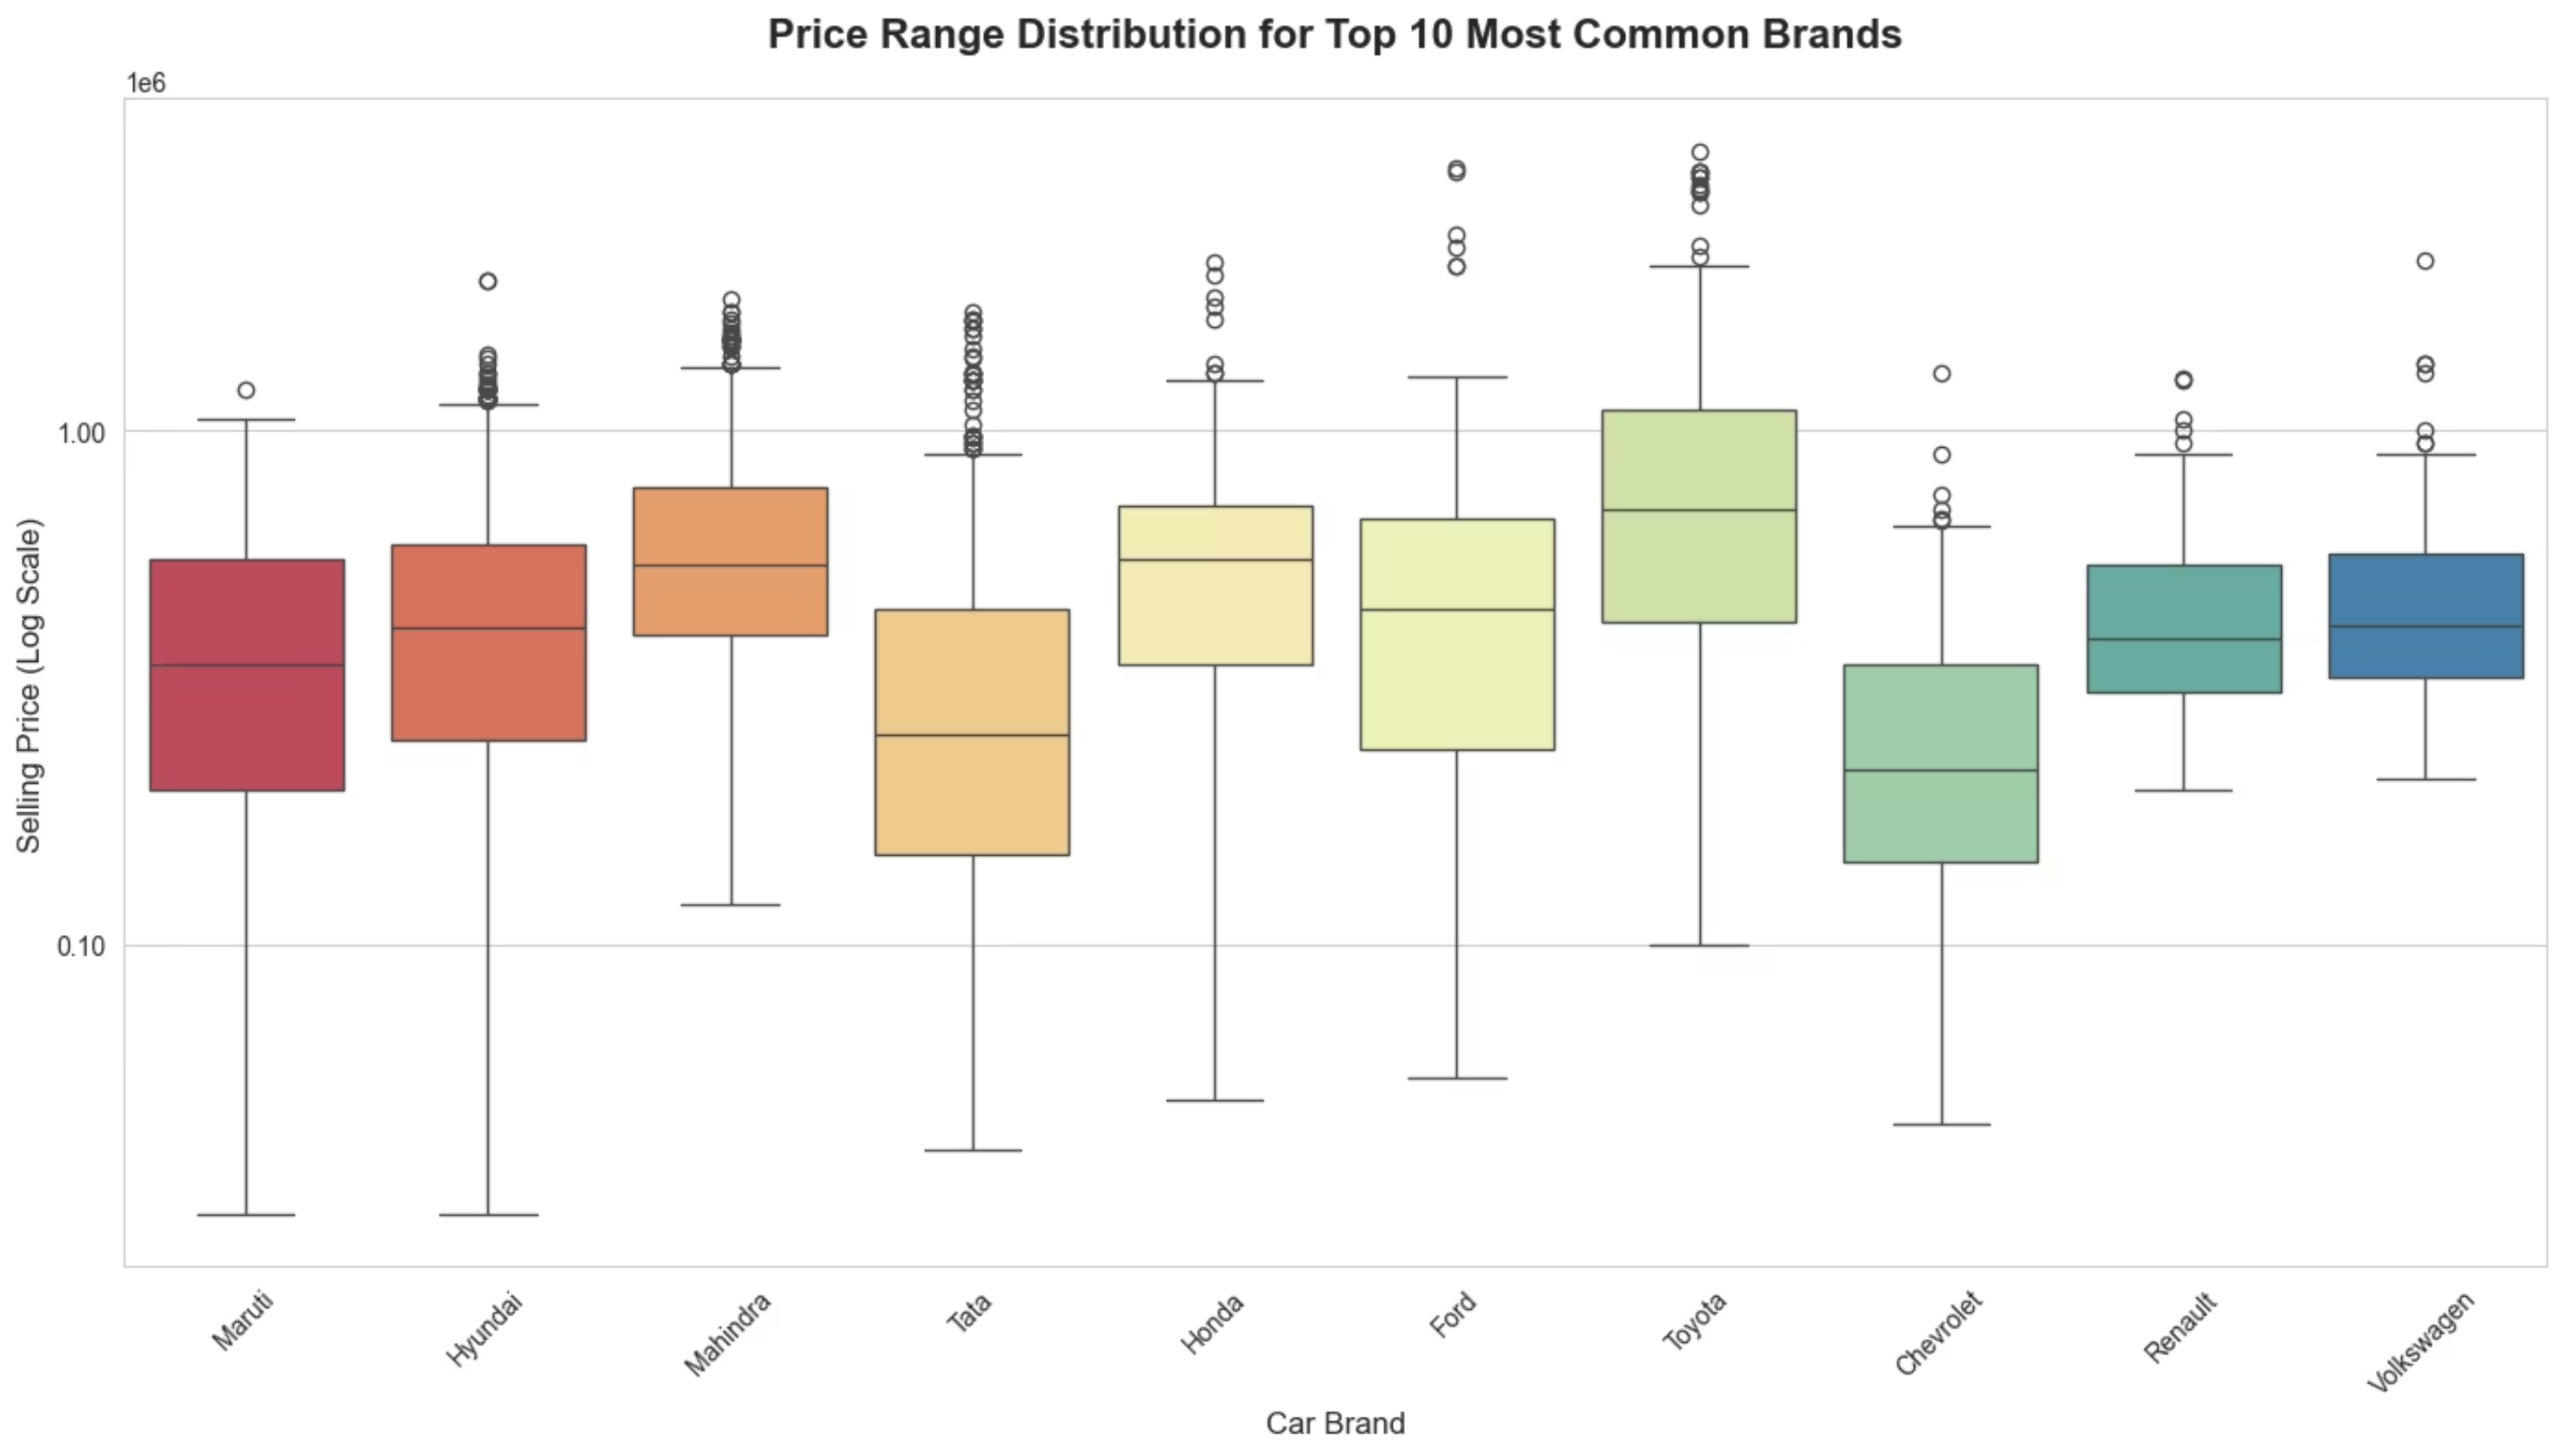 Price Range Distribution for Top 10 Most Common Brands
1e6
1.00
0.10
Selling Price (Log Scale)
Maruti
Hyundai
Mahindra
Tata
Honda
Ford
Toyota
Chevrolet
Renault
Volkswagen
Car Brand